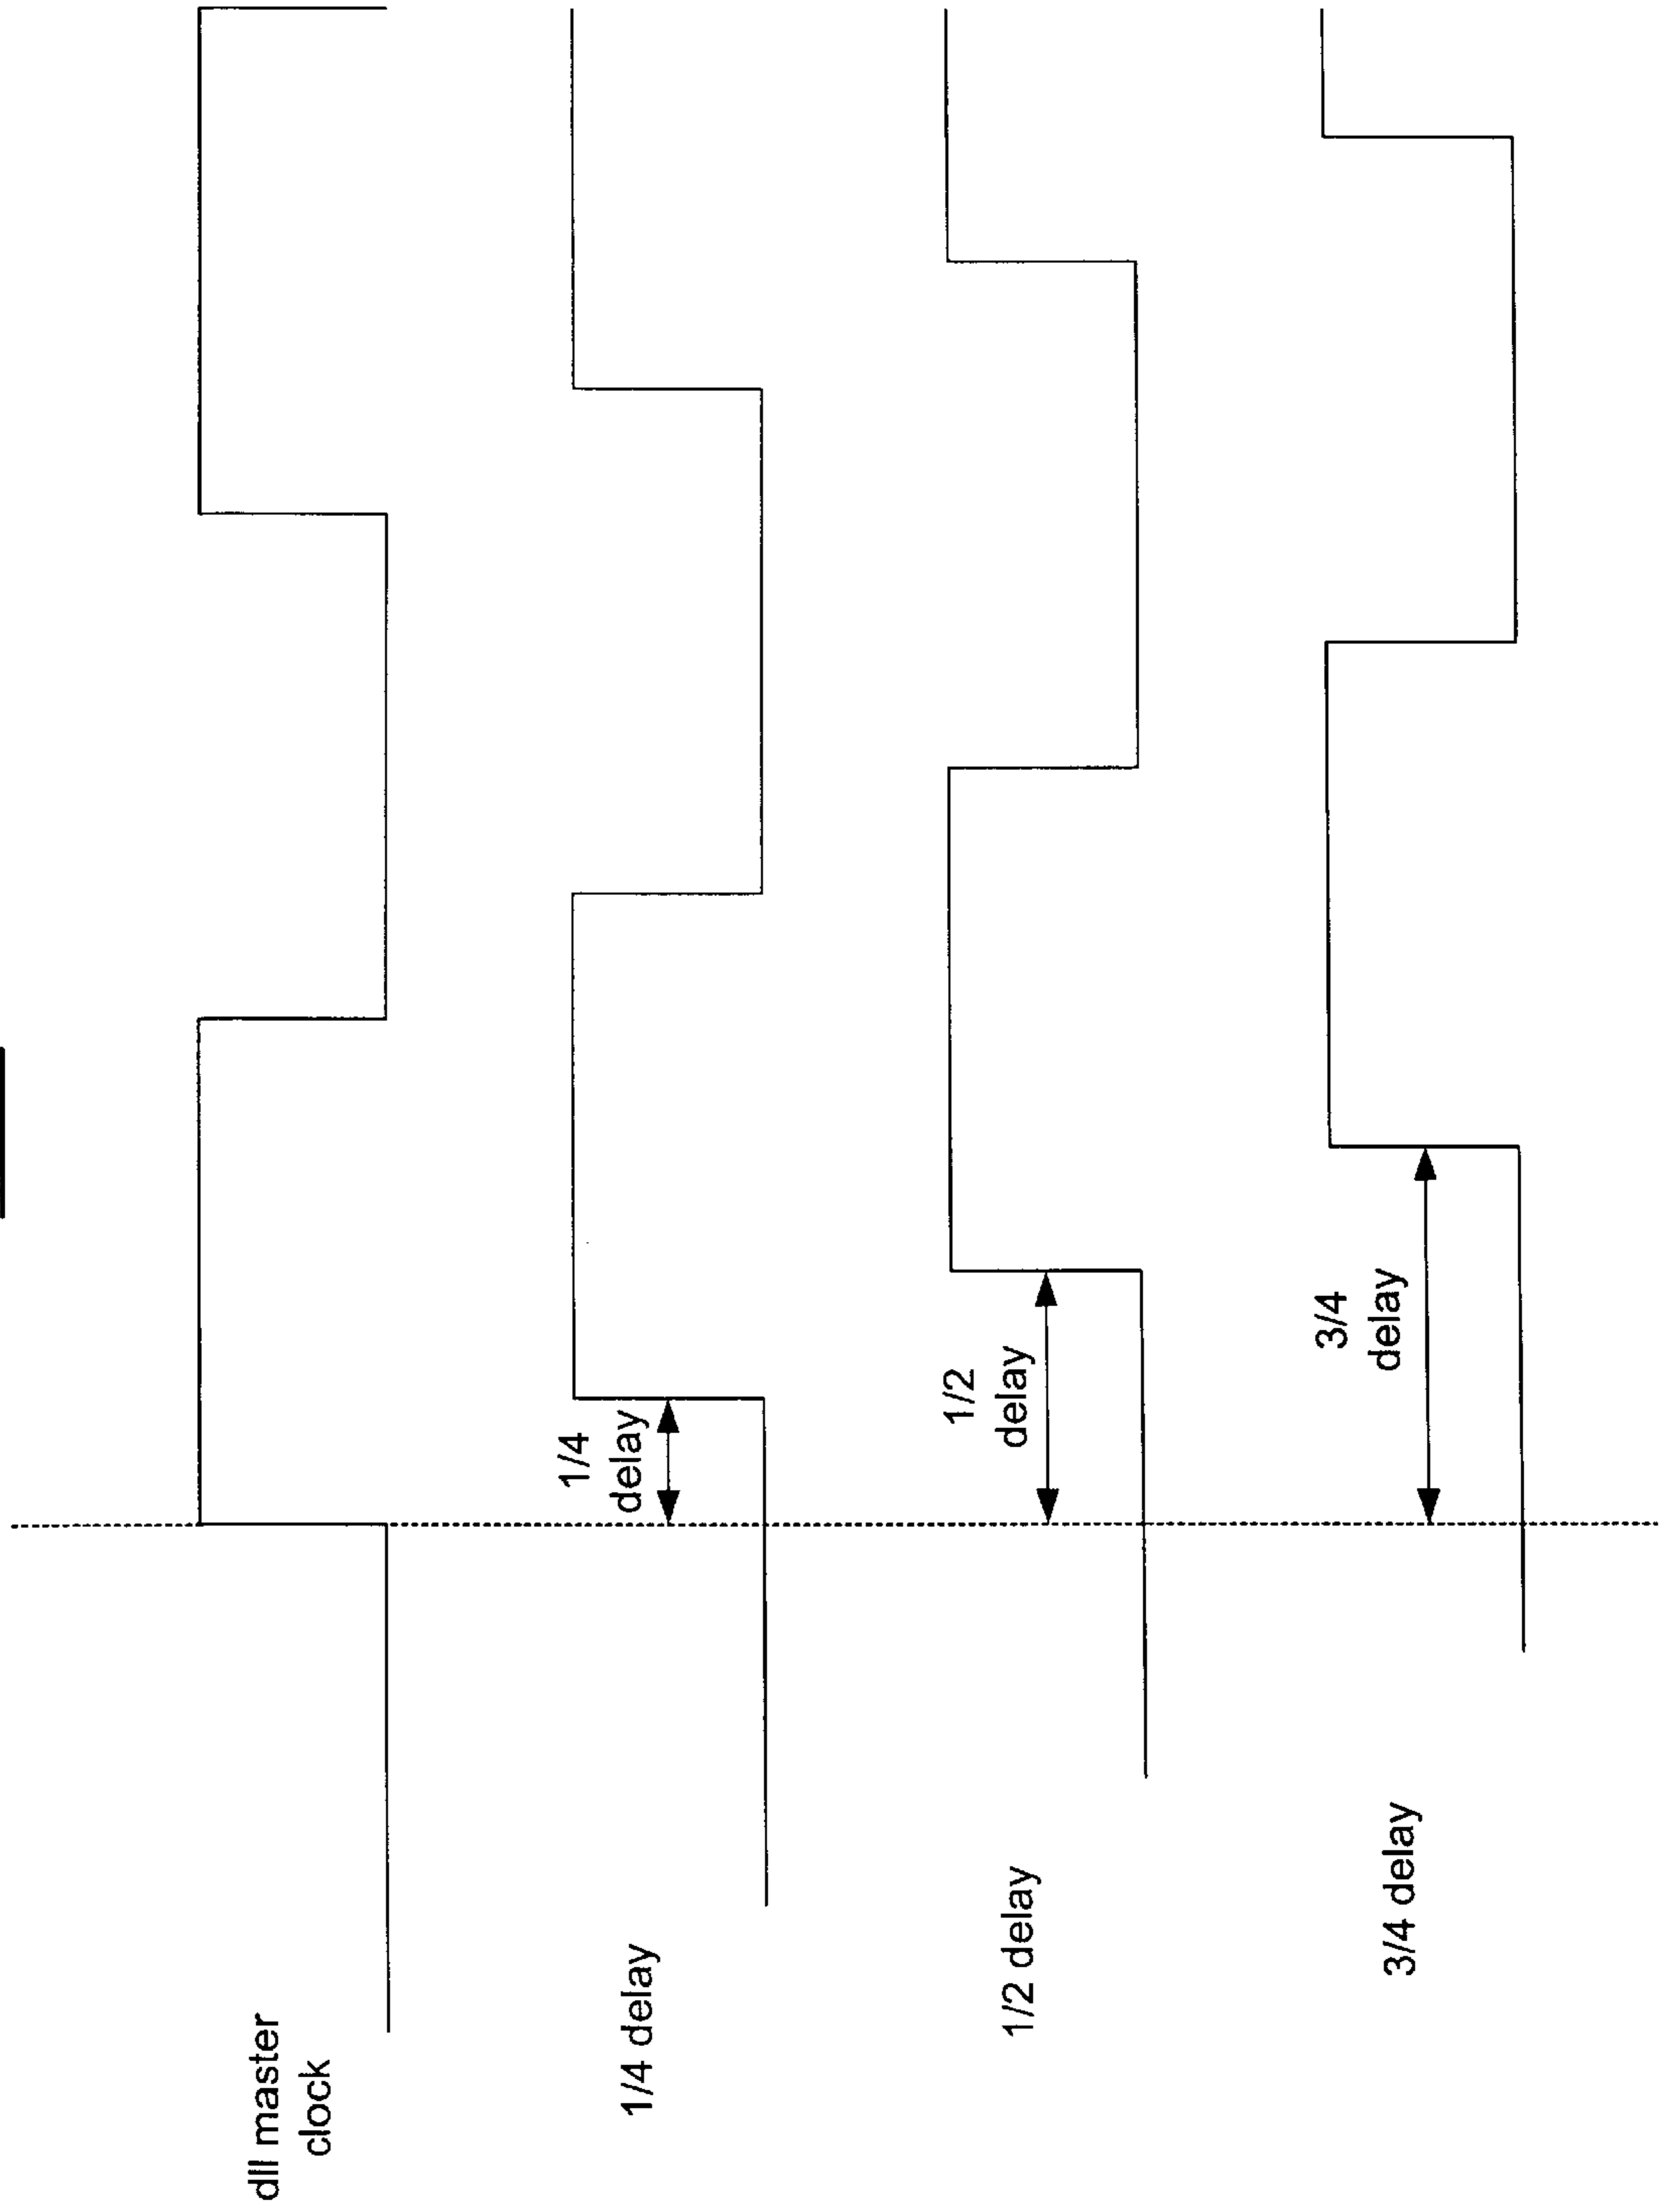 dll master
clock
1/4
delay
1/4 delay
1/2
delay
1/2 delay
3/4
delay
3/4 delay